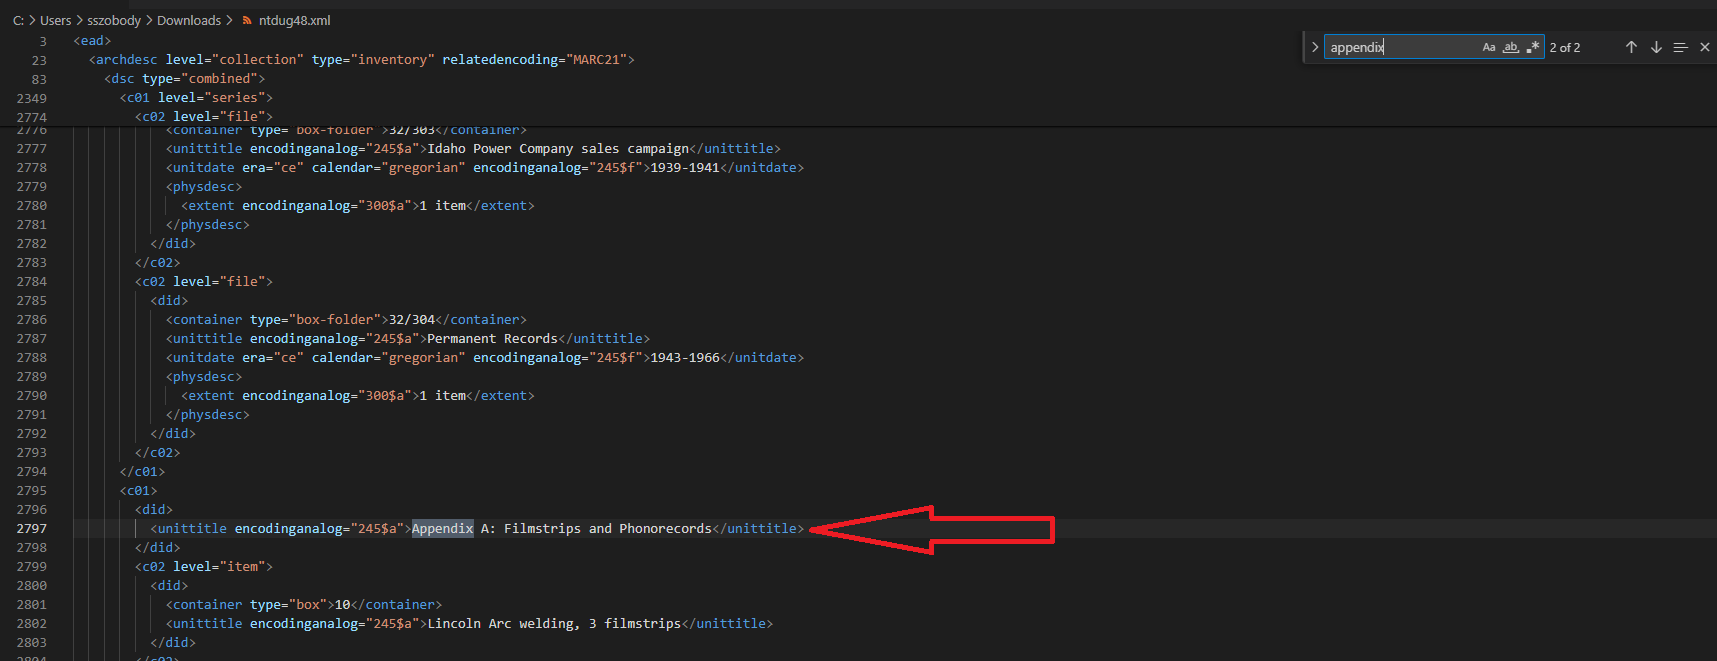 C: > Users > sszobody > Downloads > ntdug48.xml
appendix Aa ab .* 2 of 2
3 <ead>
23 <archdesc level="collection" type="inventory" relatedencoding="MARC21">
83 <dsc type="combined">
2349 <c01 level="series">
2774 <c02 level="file">
2776 <container type="box-folder">32/303</container>
2777 <unittitle encodinganalog="245$a">Idaho Power Company sales campaign</unittitle>
2778 <unitdate era="ce" calendar="gregorian" encodinganalog="245$f">1939-1941</unitdate>
2779 <physdesc>
2780 <extent encodinganalog="300$a">1 item</extent>
2781 </physdesc>
2782 </did>
2783 </c02>
2784 <c02 level="file">
2785 <did>
2786 <container type="box-folder">32/304</container>
2787 <unittitle encodinganalog="245$a">Permanent Records</unittitle>
2788 <unitdate era="ce" calendar="gregorian" encodinganalog="245$f">1943-1966</unitdate>
2789 <physdesc>
2790 <extent encodinganalog="300$a">1 item</extent>
2791 </physdesc>
2792 </did>
2793 </c02>
2794 </c01>
2795 <c01>
2796 <did>
2797 <unittitle encodinganalog="245$a">Appendix A: Filmstrips and Phonorecords</unittitle>
2798 </did>
2799 <c02 level="item">
2800 <did>
2801 <container type="box">10</container>
2802 <unittitle encodinganalog="245$a">Lincoln Arc welding, 3 filmstrips</unittitle>
2803 </did>
2804 </c02>